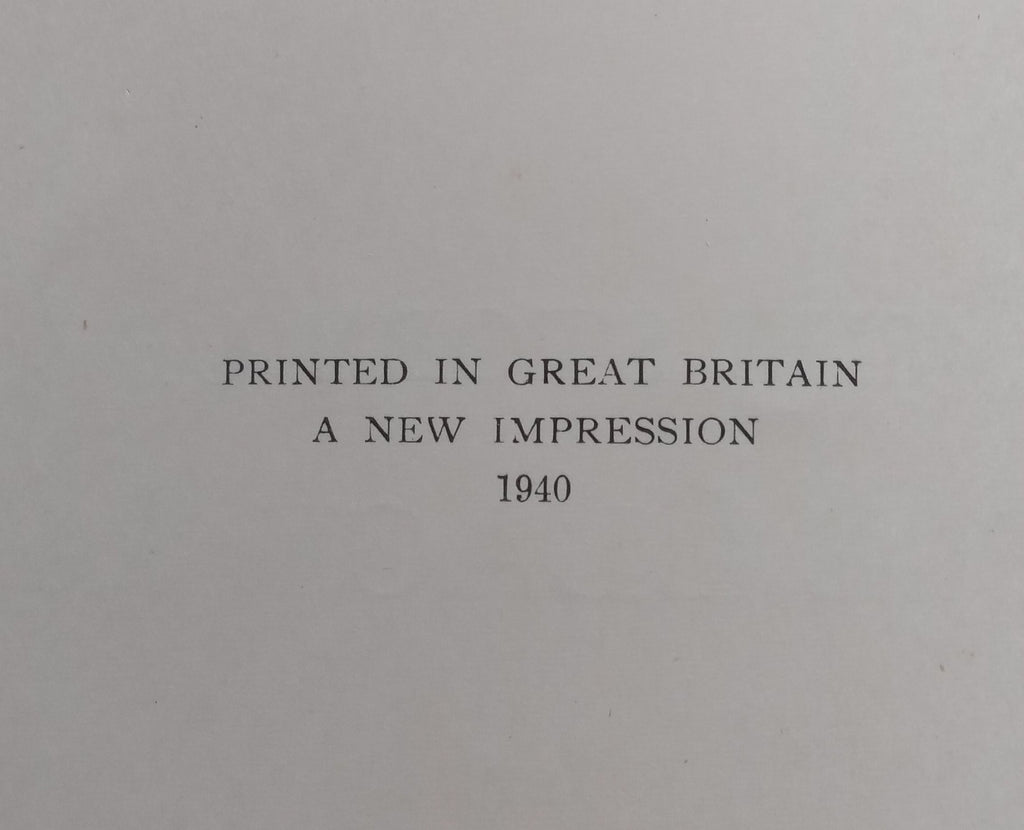 PRINTED IN GREAT BRITAIN
A NEW IMPRESSION
1940